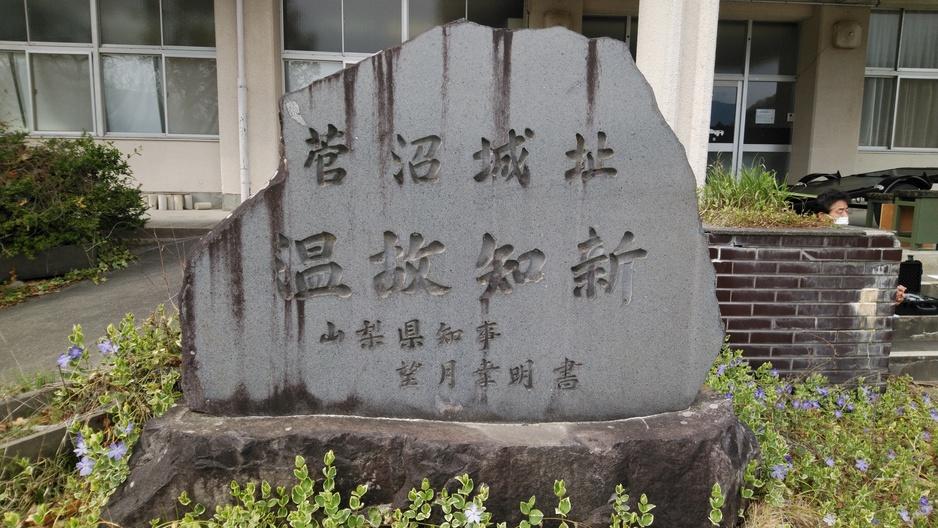 菅沼城址
温故知新
山梨県知事
望月幸明書